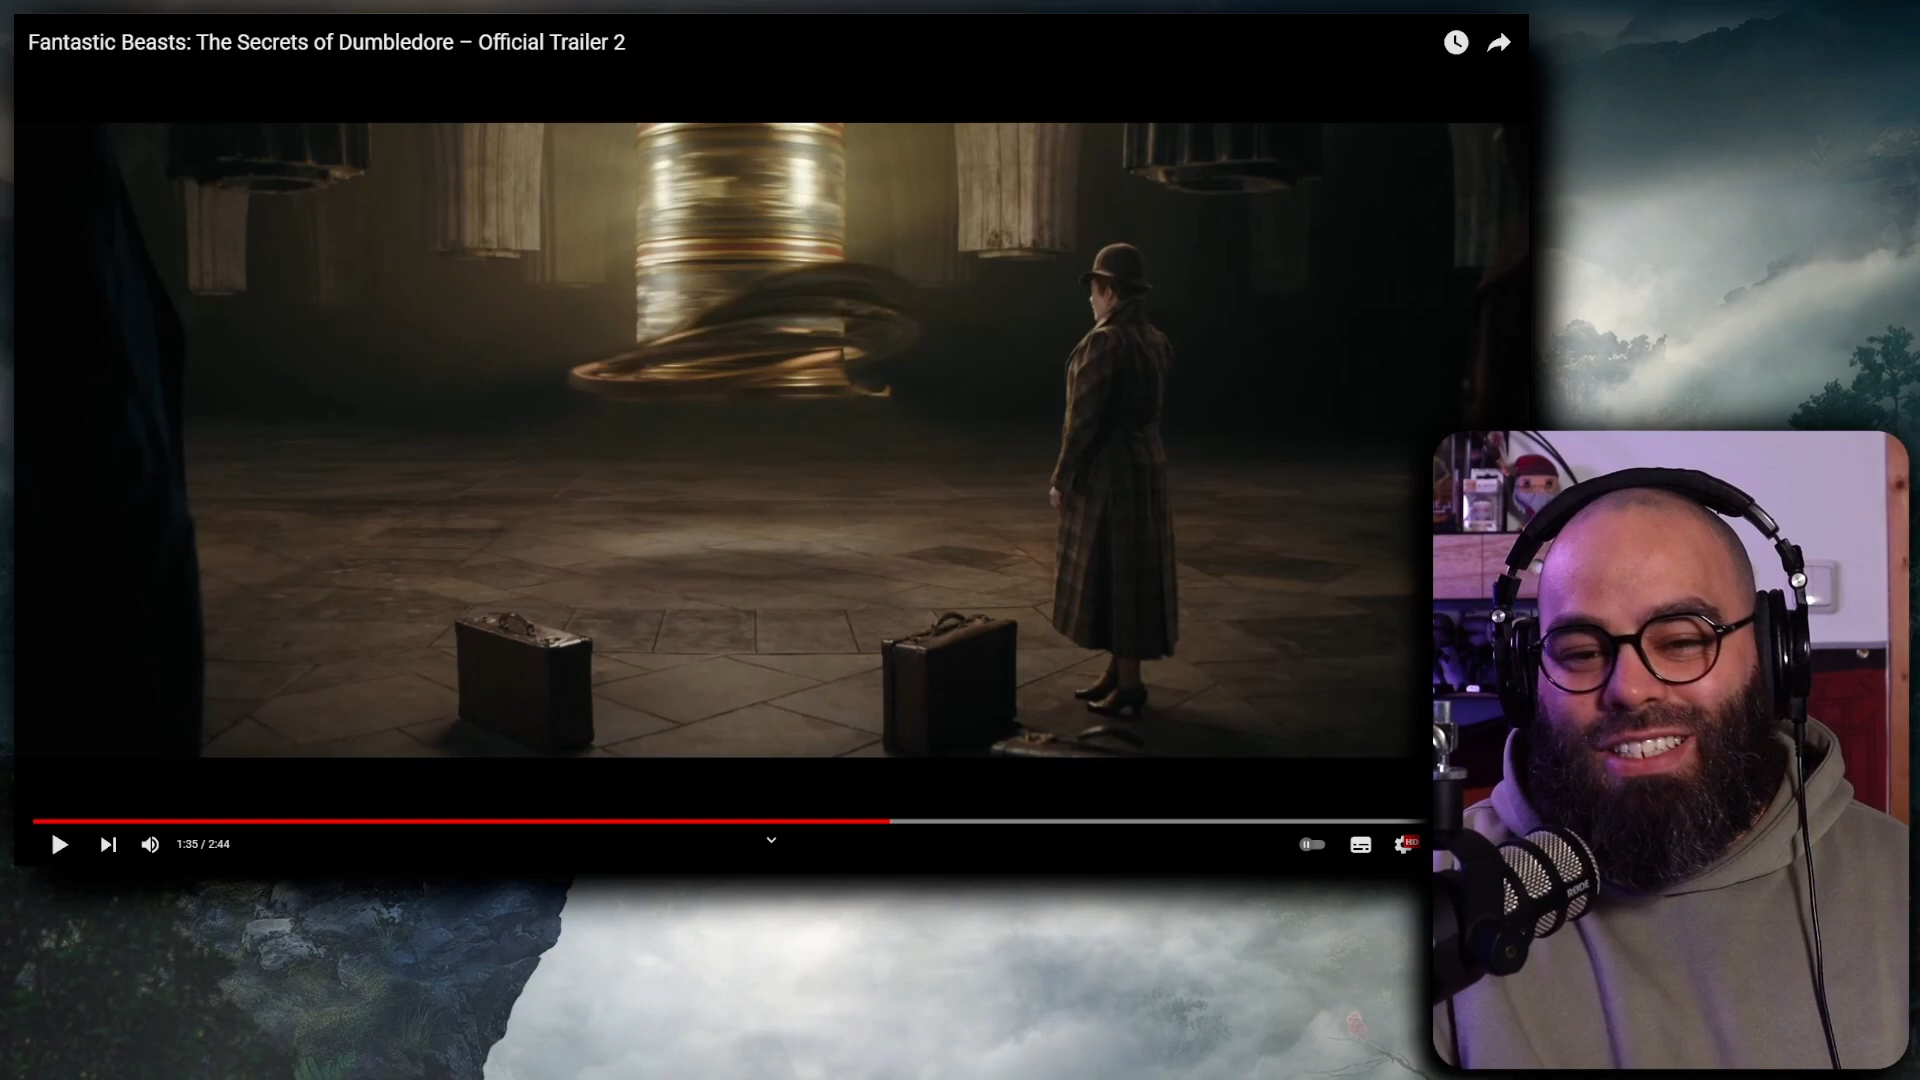 Fantastic Beasts: The Secrets of Dumbledore – Official Trailer 2
1:35 / 2:44
HD
RØDE